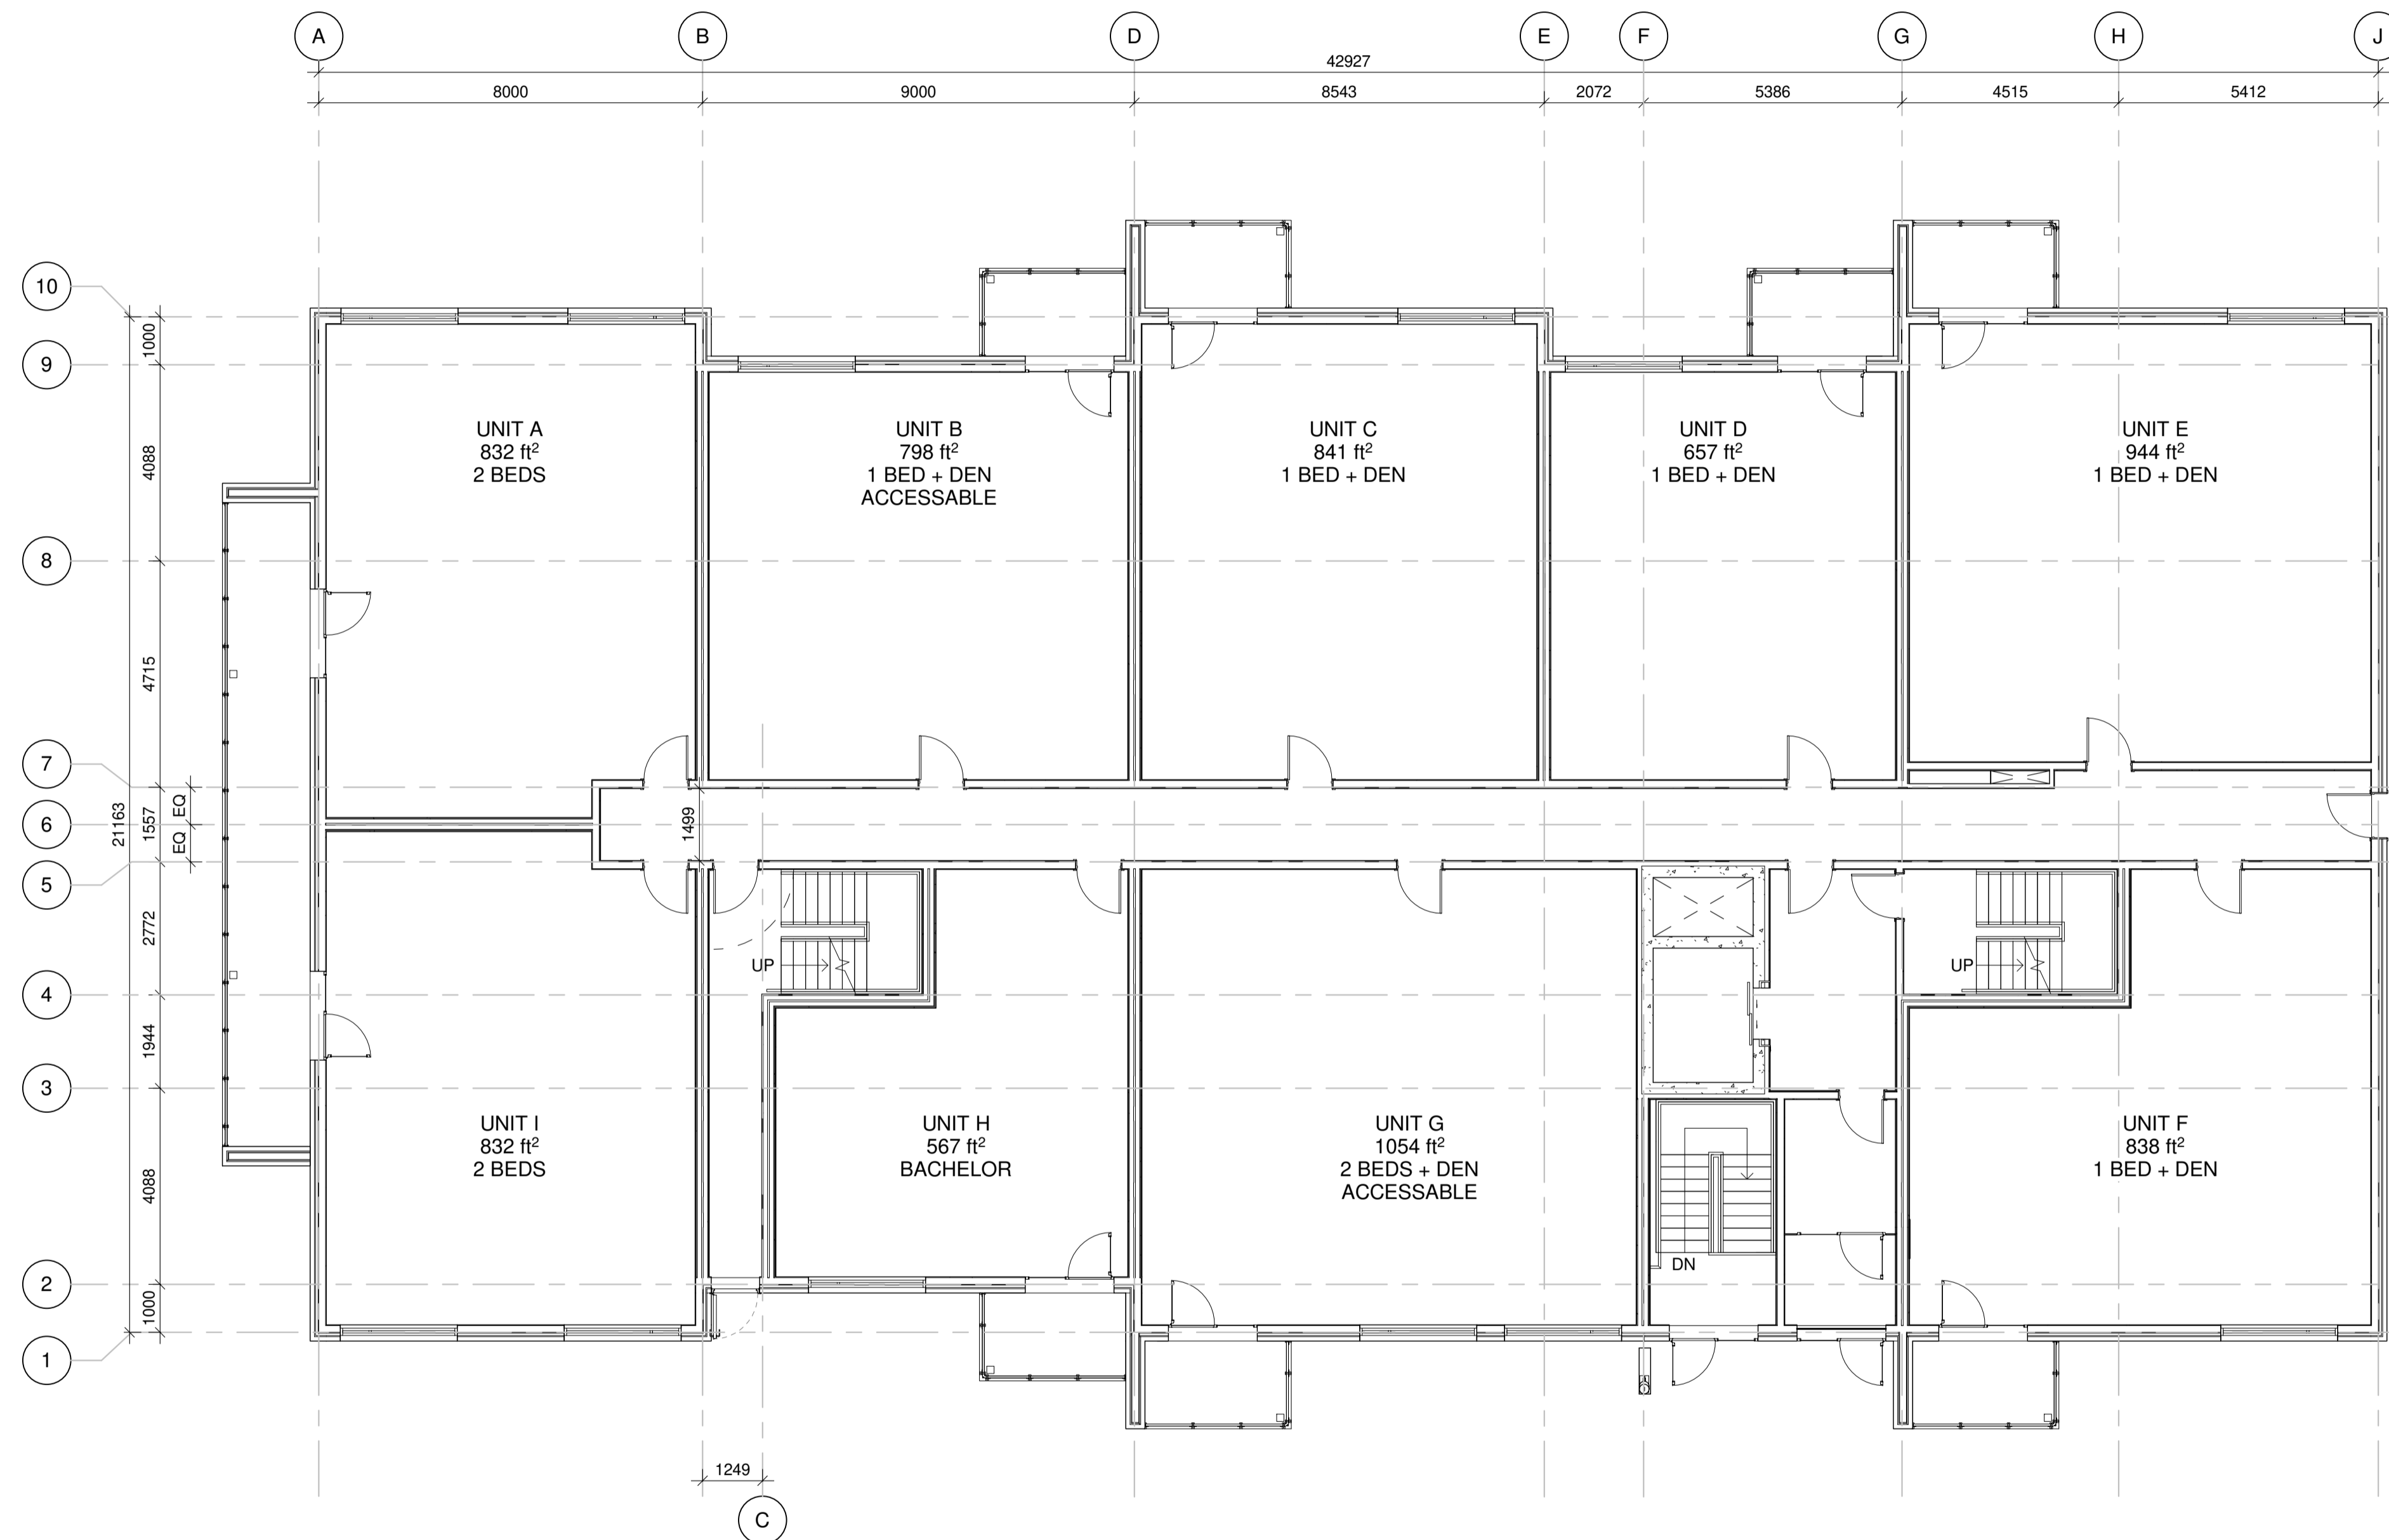 A
B
D
E
F
G
H
J
42927
8000
9000
8543
2072
5386
4515
5412
10
9
8
7
6
5
4
3
2
1
21163
1000
4088
4715
1557
2772
1944
4088
1000
EQ
EQ
1499
UNIT A
832 ft²
2 BEDS
UNIT B
798 ft²
1 BED + DEN
ACCESSABLE
UNIT C
841 ft²
1 BED + DEN
UNIT D
657 ft²
1 BED + DEN
UNIT E
944 ft²
1 BED + DEN
UP
UP
UNIT I
832 ft²
2 BEDS
UNIT H
567 ft²
BACHELOR
UNIT G
1054 ft²
2 BEDS + DEN
ACCESSABLE
UNIT F
838 ft²
1 BED + DEN
DN
1249
C